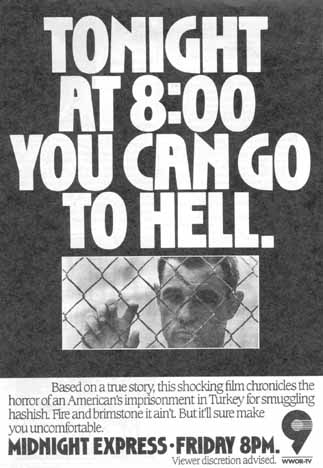 TONIGHT
AT 8:00
YOU CAN GO
TO HELL.
Based on a true story, this shocking film chronicles the
horror of an American's imprisonment in Turkey for smuggling
hashish. Fire and brimstone it ain't. But it'll sure make
you uncomfortable.
MIDNIGHT EXPRESS·FRIDAY 8PM.
Viewer discretion advised.
9
WWOR-TV